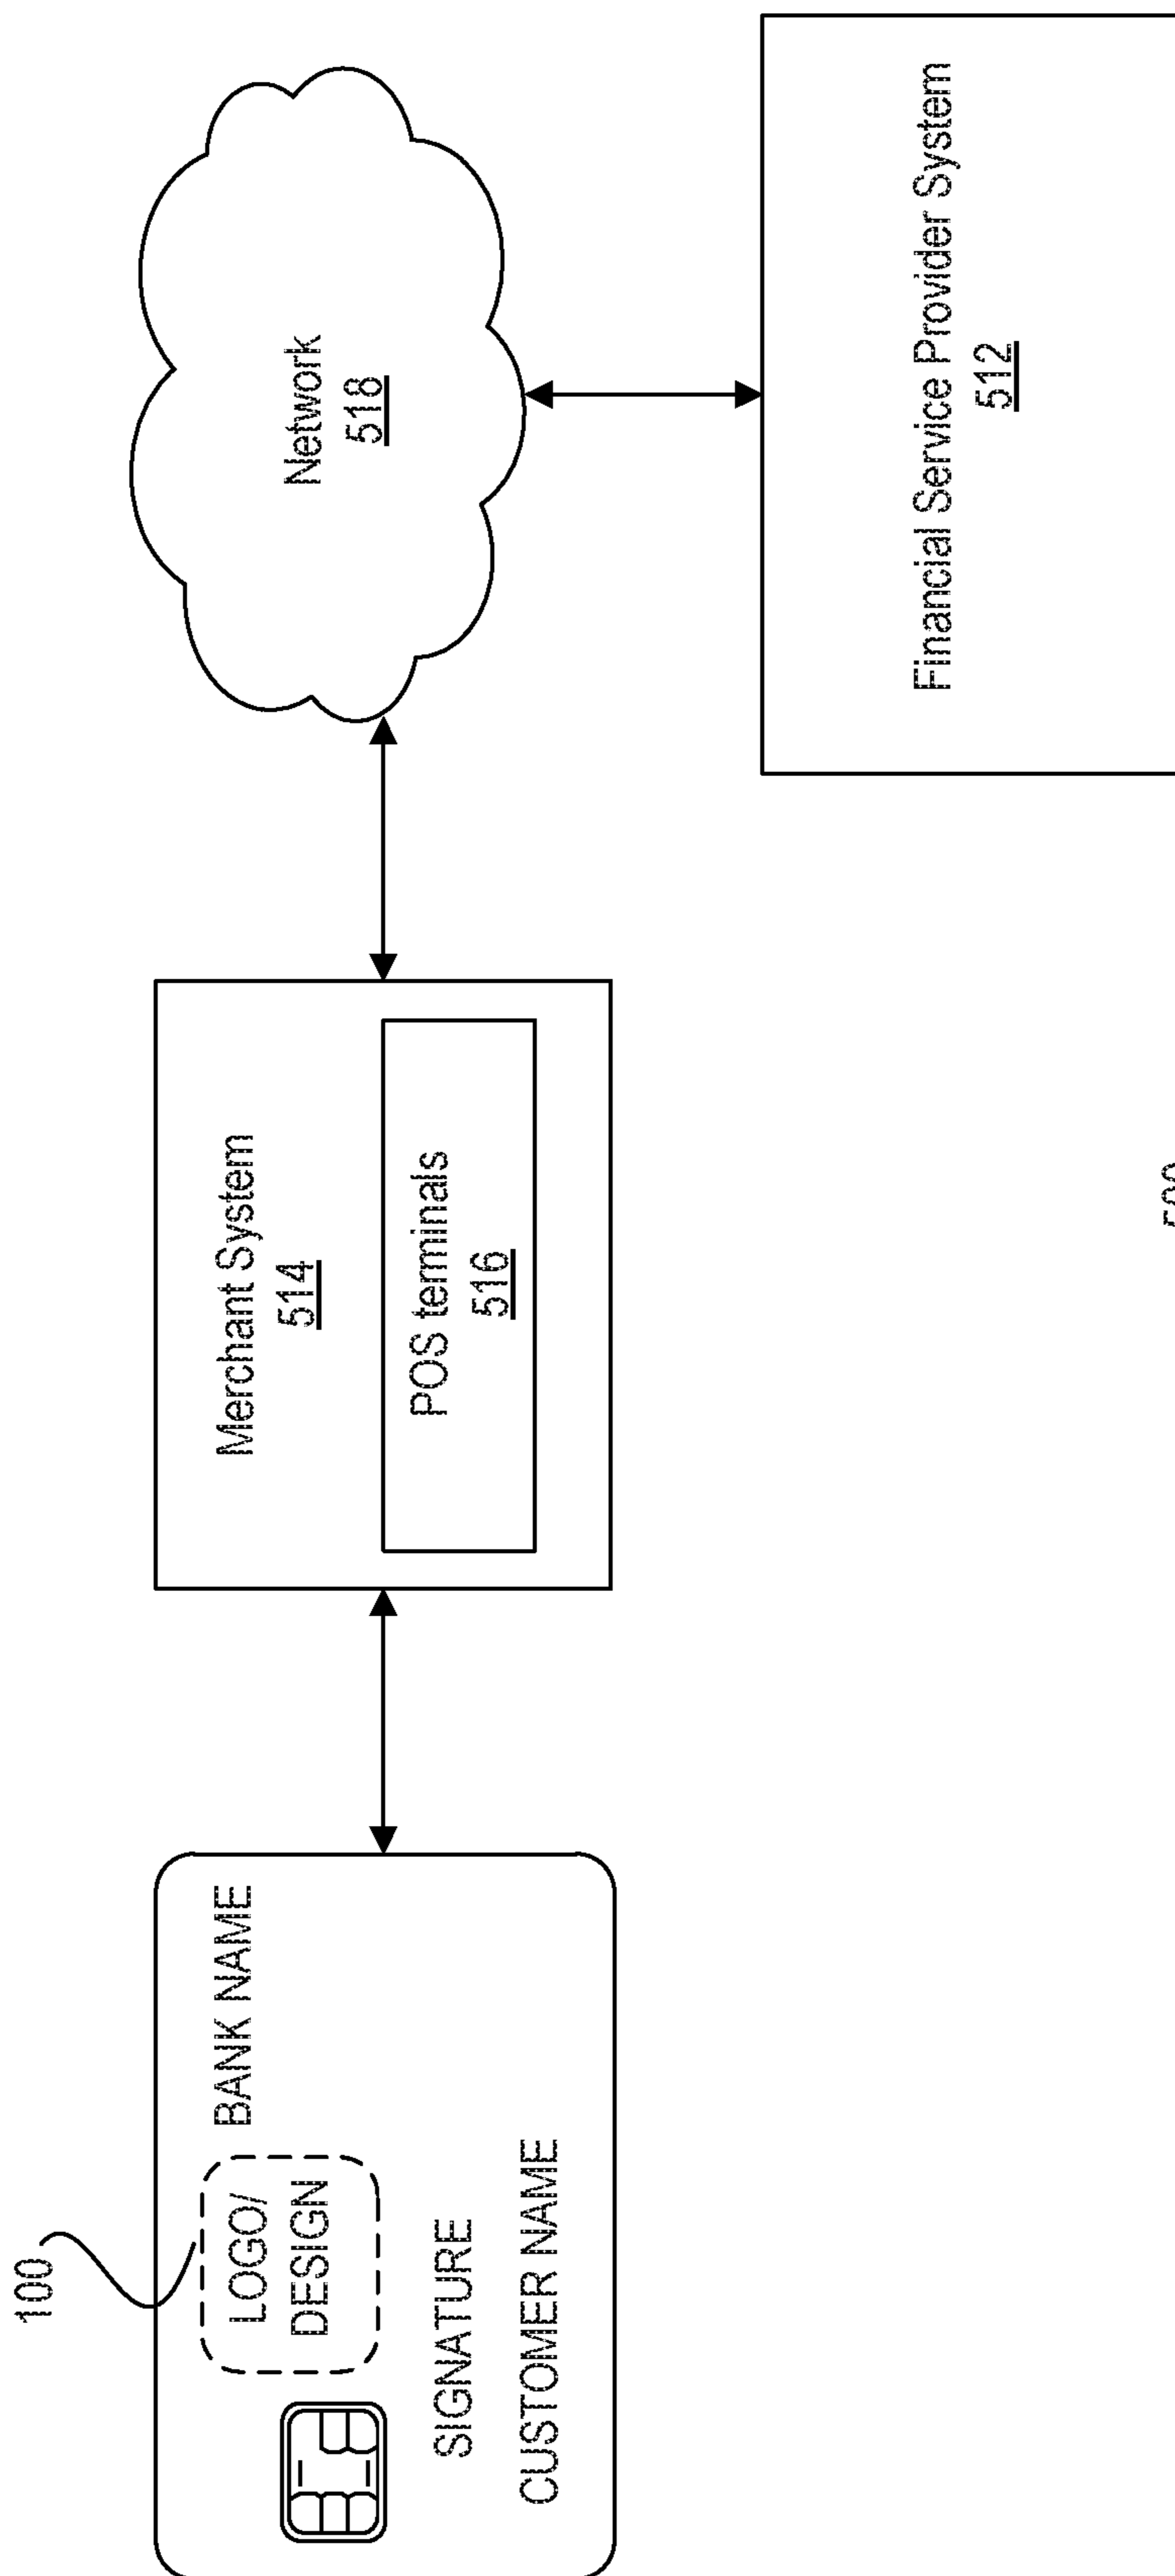 100
LOGO/
DESIGN
BANK NAME
SIGNATURE
CUSTOMER NAME
Merchant System
514
POS terminals
516
Network
518
Financial Service Provider System
512